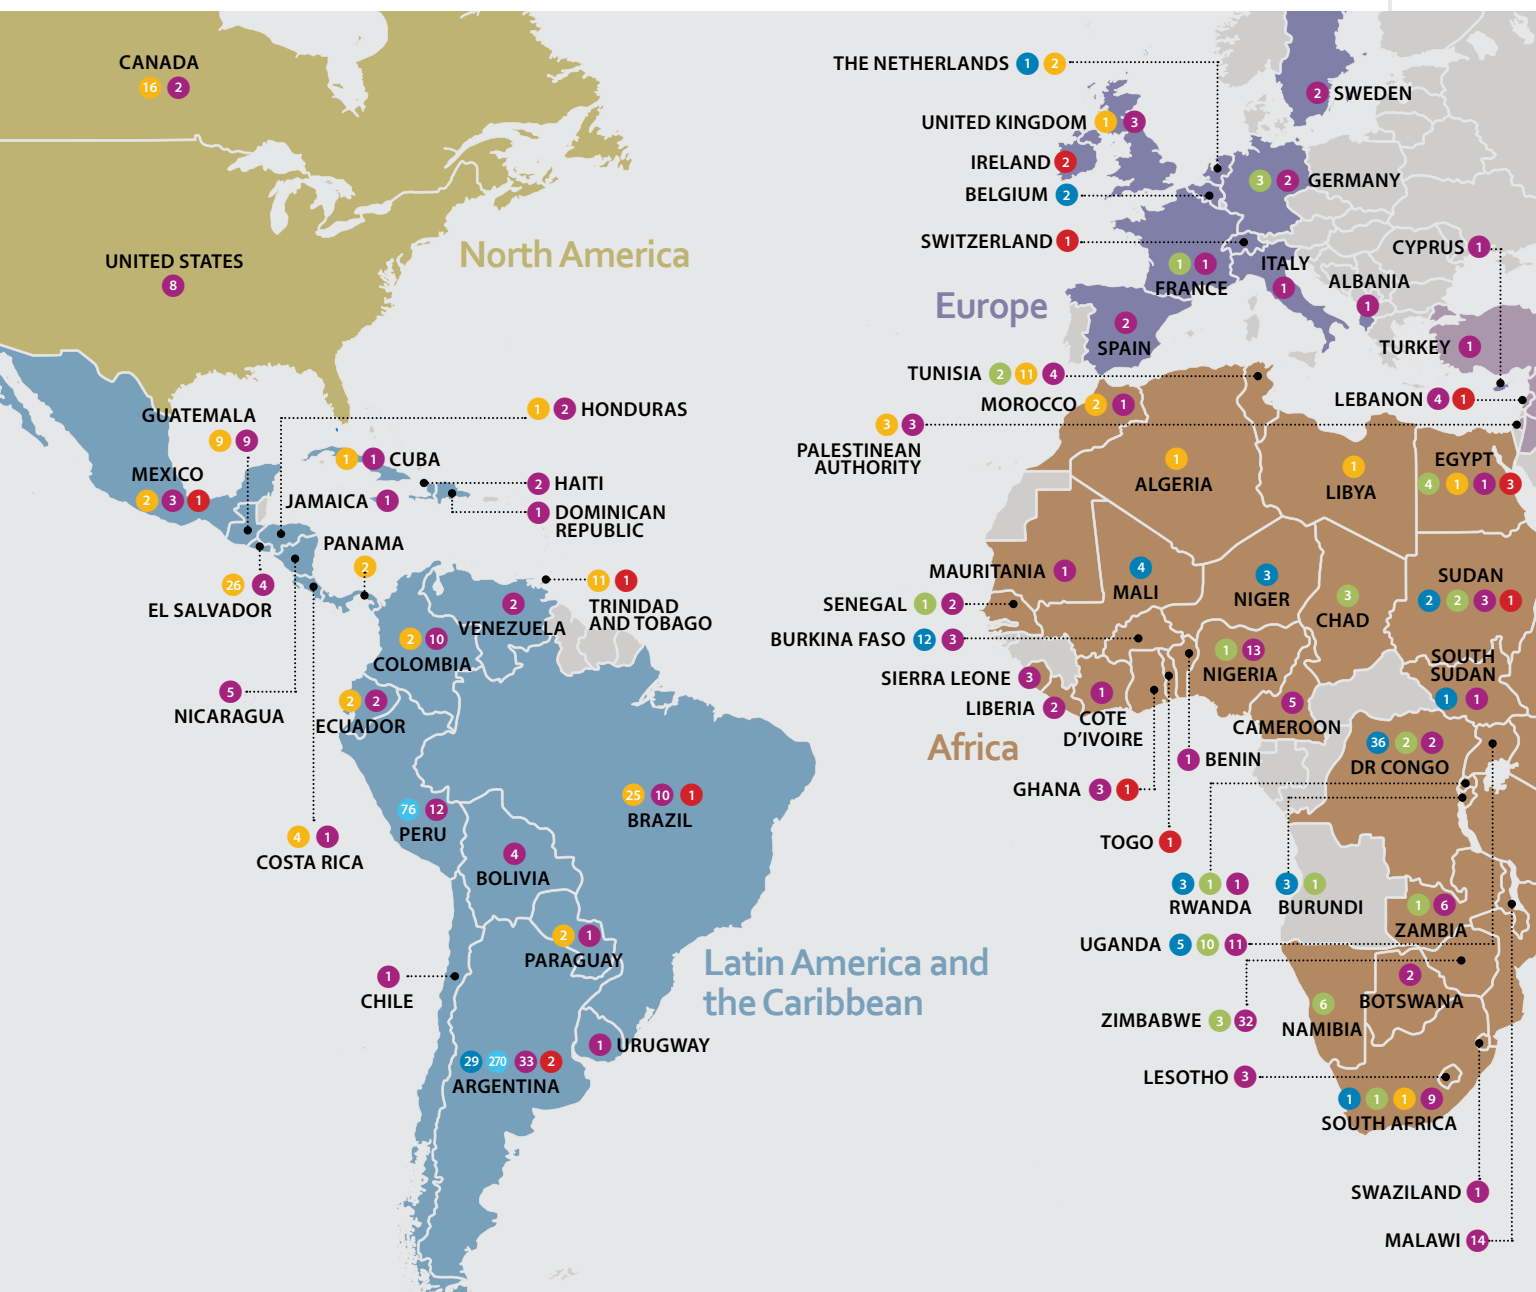 CANADA
16 2
UNITED STATES
8
North America
GUATEMALA
9 9
1 2 HONDURAS
MEXICO
2 3 1
1 1 CUBA
JAMAICA 1
2 HAITI
1 DOMINICAN
REPUBLIC
PANAMA
2
26 4
EL SALVADOR
11 1
TRINIDAD
AND TOBAGO
2
VENEZUELA
2 10
COLOMBIA
5
NICARAGUA
2 2
ECUADOR
4 1
COSTA RICA
76 12
PERU
25 10 1
BRAZIL
4
BOLIVIA
2 1
PARAGUAY
1
CHILE
Latin America and
the Caribbean
1 URUGWAY
29 270 33 2
ARGENTINA
THE NETHERLANDS 1 2
2 SWEDEN
UNITED KINGDOM 1 3
IRELAND 2
BELGIUM 2
3 2 GERMANY
SWITZERLAND 1
CYPRUS 1
1 1
FRANCE
ITALY
1
ALBANIA
1
Europe
2
SPAIN
TURKEY 1
TUNISIA 2 11 4
MOROCCO 2 1
LEBANON 4 1
3 3
PALESTINEAN
AUTHORITY
1
ALGERIA
1
LIBYA
EGYPT
4 1 1 3
MAURITANIA 1
4
MALI
3
NIGER
3
CHAD
SUDAN
2 2 3 1
SENEGAL 1 2
BURKINA FASO 12 3
1 13
NIGERIA
SOUTH
SUDAN
1 1
SIERRA LEONE 3
LIBERIA 2
1
COTE
D'IVOIRE
5
CAMEROON
Africa
1 BENIN
36 2 2
DR CONGO
GHANA 3 1
TOGO 1
3 1 1
RWANDA
3 1
BURUNDI
1 6
ZAMBIA
UGANDA 5 10 11
2
BOTSWANA
6
NAMIBIA
ZIMBABWE 3 32
LESOTHO 3
1 1 1 9
SOUTH AFRICA
SWAZILAND 1
MALAWI 14